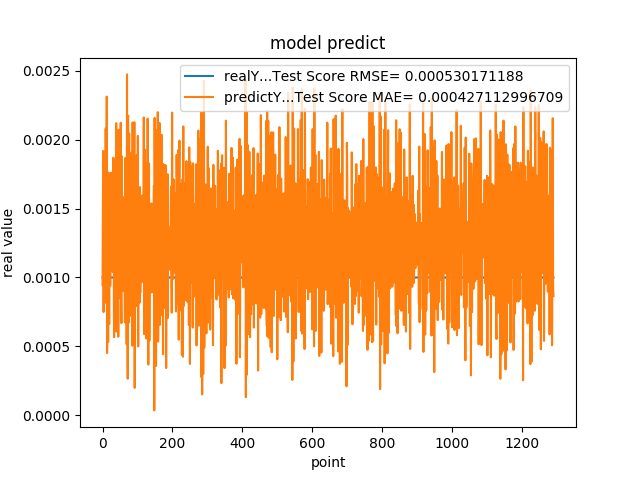 model predict
realY...Test Score RMSE= 0.000530171188
predictY...Test Score MAE= 0.000427112996709
0.0025
0.0020
0.0015
0.0010
0.0005
0.0000
real value
0 200 400 600 800 1000 1200
point